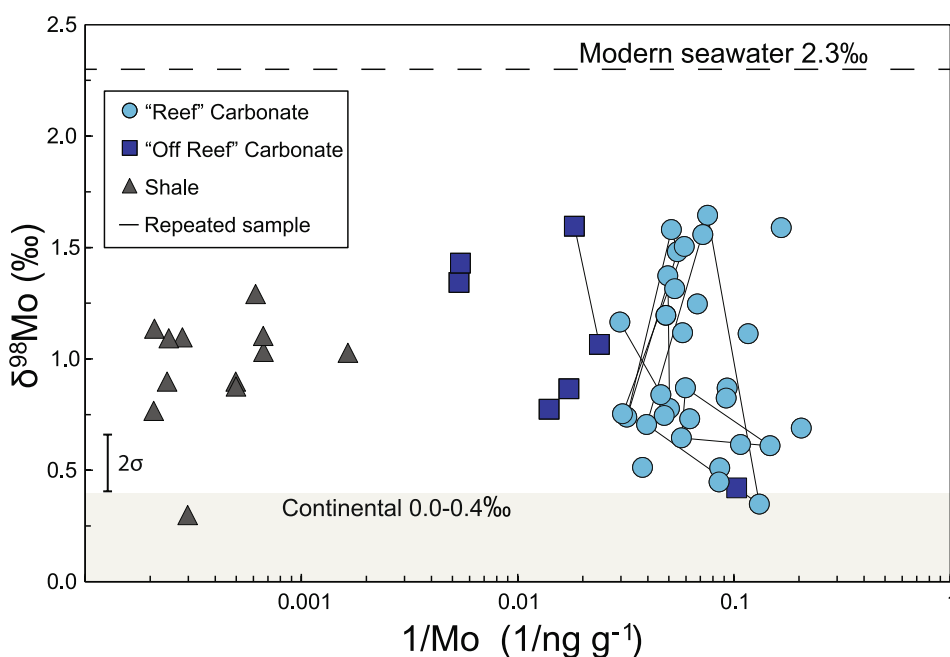 2.5
2.0
1.5
1.0
0.5
0.0
δ⁹⁸Mo (‰)
Modern seawater 2.3‰
“Reef” Carbonate
“Off Reef” Carbonate
Shale
Repeated sample
2σ
Continental 0.0-0.4‰
0.001
0.01
0.1
1
1/Mo (1/ng g⁻¹)